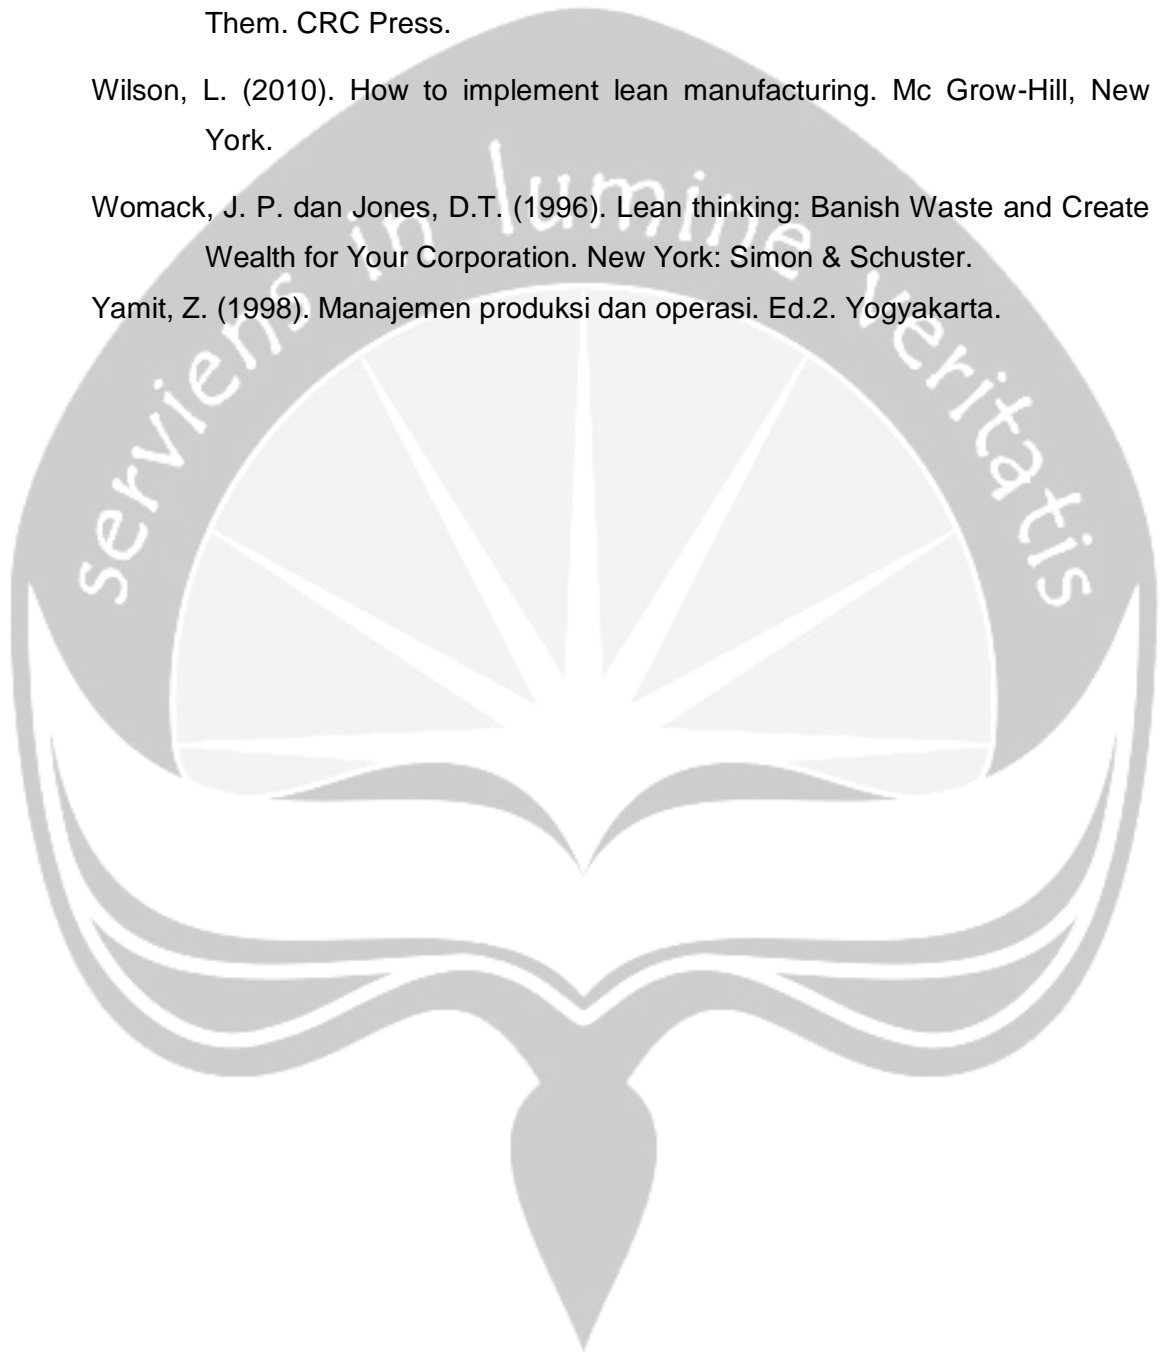 Them. CRC Press.
Wilson, L. (2010). How to implement lean manufacturing. Mc Grow-Hill, New
York.
Womack, J. P. dan Jones, D.T. (1996). Lean thinking: Banish Waste and Create
Wealth for Your Corporation. New York: Simon & Schuster.
Yamit, Z. (1998). Manajemen produksi dan operasi. Ed.2. Yogyakarta.
serviens in lumine veritatis